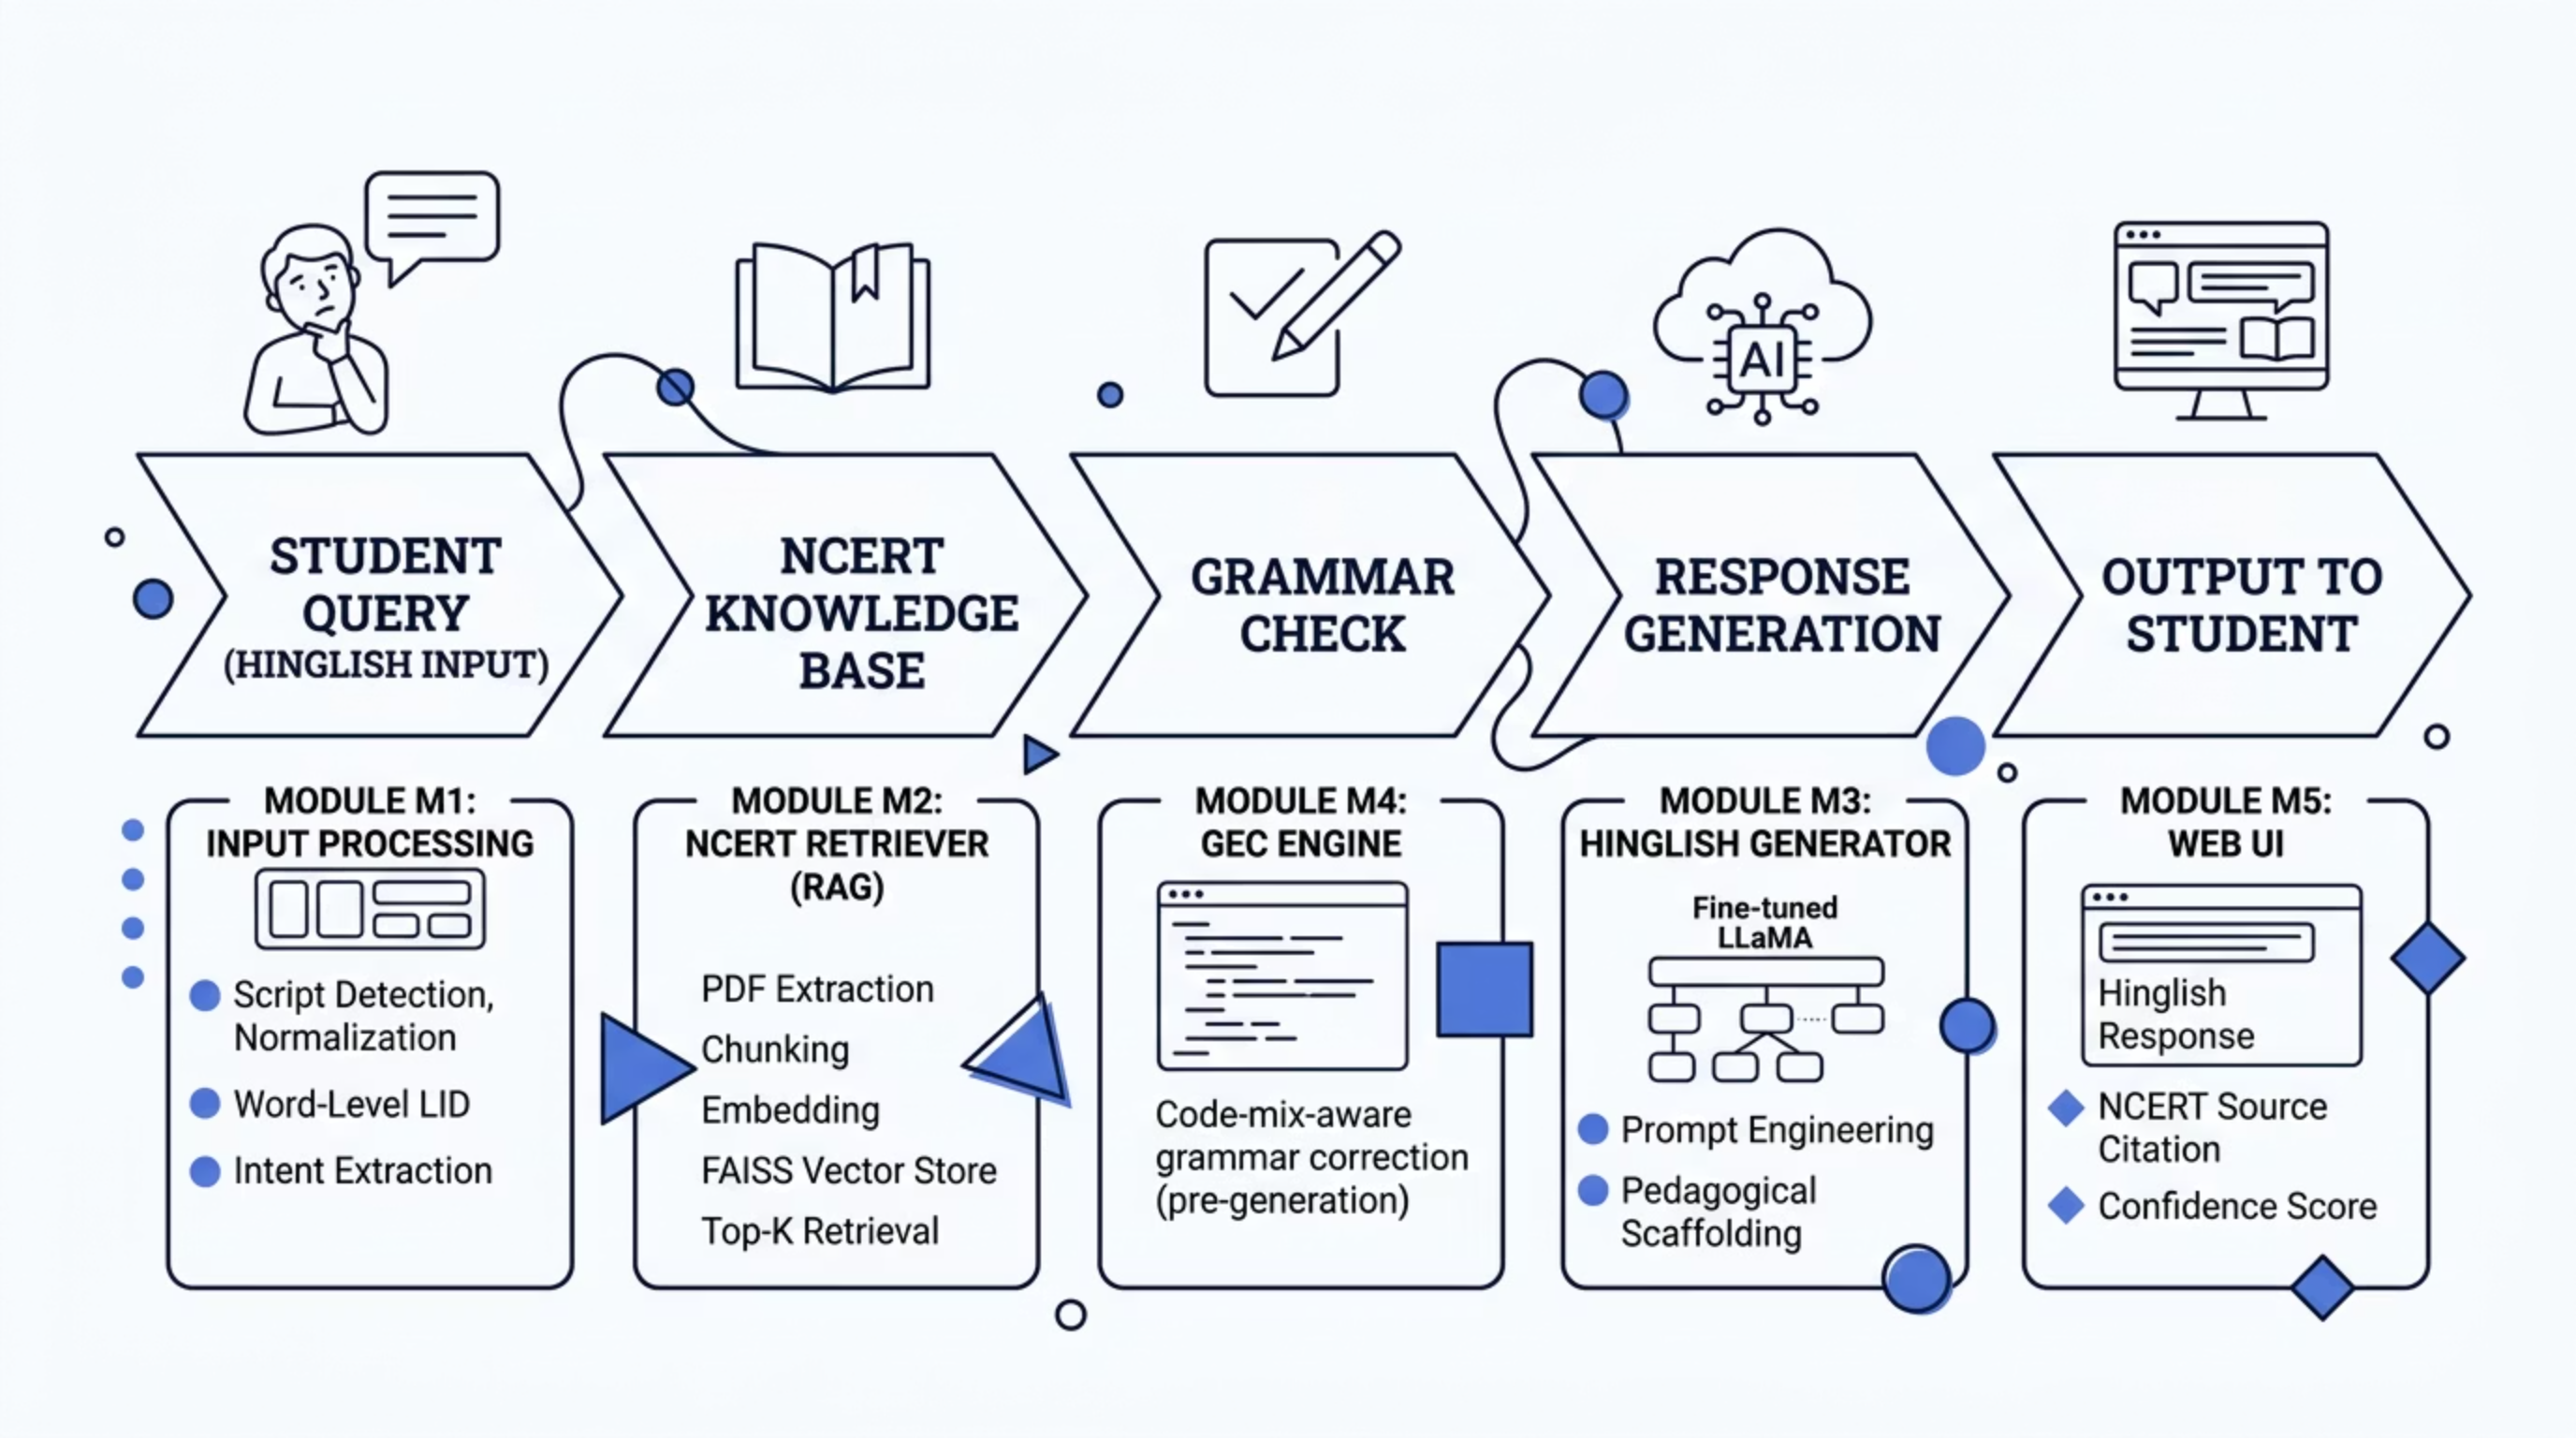 STUDENT
QUERY
(HINGLISH INPUT)
NCERT
KNOWLEDGE
BASE
GRAMMAR
CHECK
AI
RESPONSE
GENERATION
OUTPUT TO
STUDENT
MODULE M1:
INPUT PROCESSING
Script Detection,
Normalization
Word-Level LID
Intent Extraction
MODULE M2:
NCERT RETRIEVER
(RAG)
PDF Extraction
Chunking
Embedding
FAISS Vector Store
Top-K Retrieval
MODULE M4:
GEC ENGINE
Code-mix-aware
grammar correction
(pre-generation)
MODULE M3:
HINGLISH GENERATOR
Fine-tuned
LLaMA
Prompt Engineering
Pedagogical
Scaffolding
MODULE M5:
WEB UI
Hinglish
Response
NCERT Source
Citation
Confidence Score